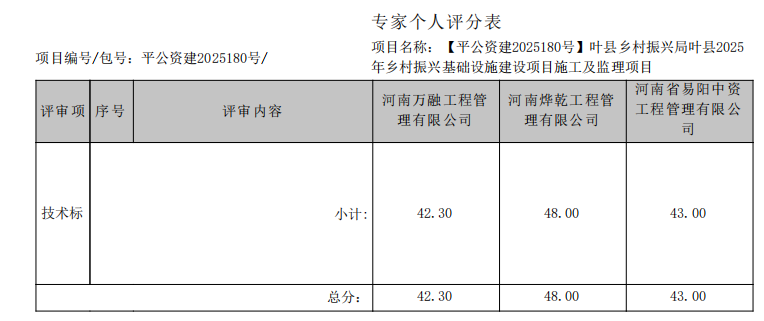 专家个人评分表
项目编号/包号：平公资建2025180号/
项目名称：【平公资建2025180号】叶县乡村振兴局叶县2025
年乡村振兴基础设施建设项目施工及监理项目
评审项 序号 评审内容
河南万融工程管
理有限公司
河南烨乾工程管
理有限公司
河南省易阳中资
工程管理有限公
司
技术标 小计: 42.30 48.00 43.00
总分: 42.30 48.00 43.00